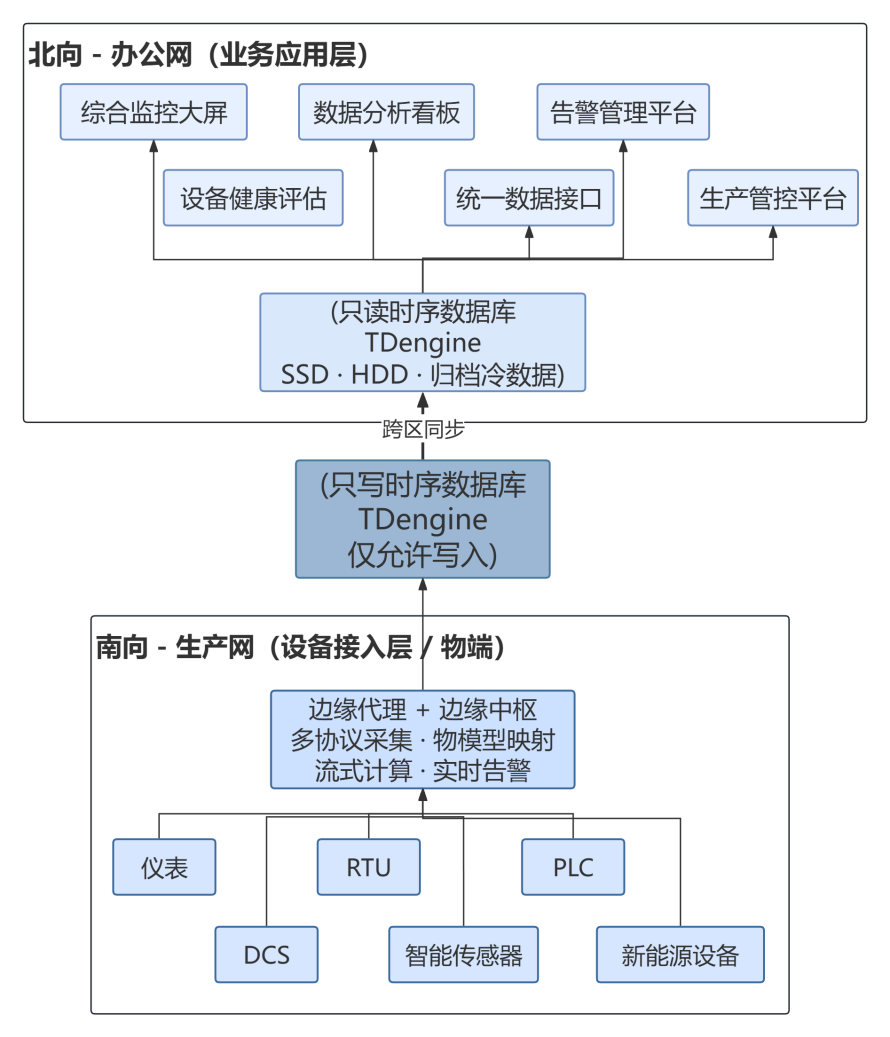 北向 - 办公网（业务应用层）
综合监控大屏
数据分析看板
告警管理平台
设备健康评估
统一数据接口
生产管控平台
(只读时序数据库
TDengine
SSD · HDD · 归档冷数据)
跨区同步
(只写时序数据库
TDengine
仅允许写入)
南向 - 生产网（设备接入层 / 物端）
边缘代理 + 边缘中枢
多协议采集 · 物模型映射
流式计算 · 实时告警
仪表
RTU
PLC
DCS
智能传感器
新能源设备